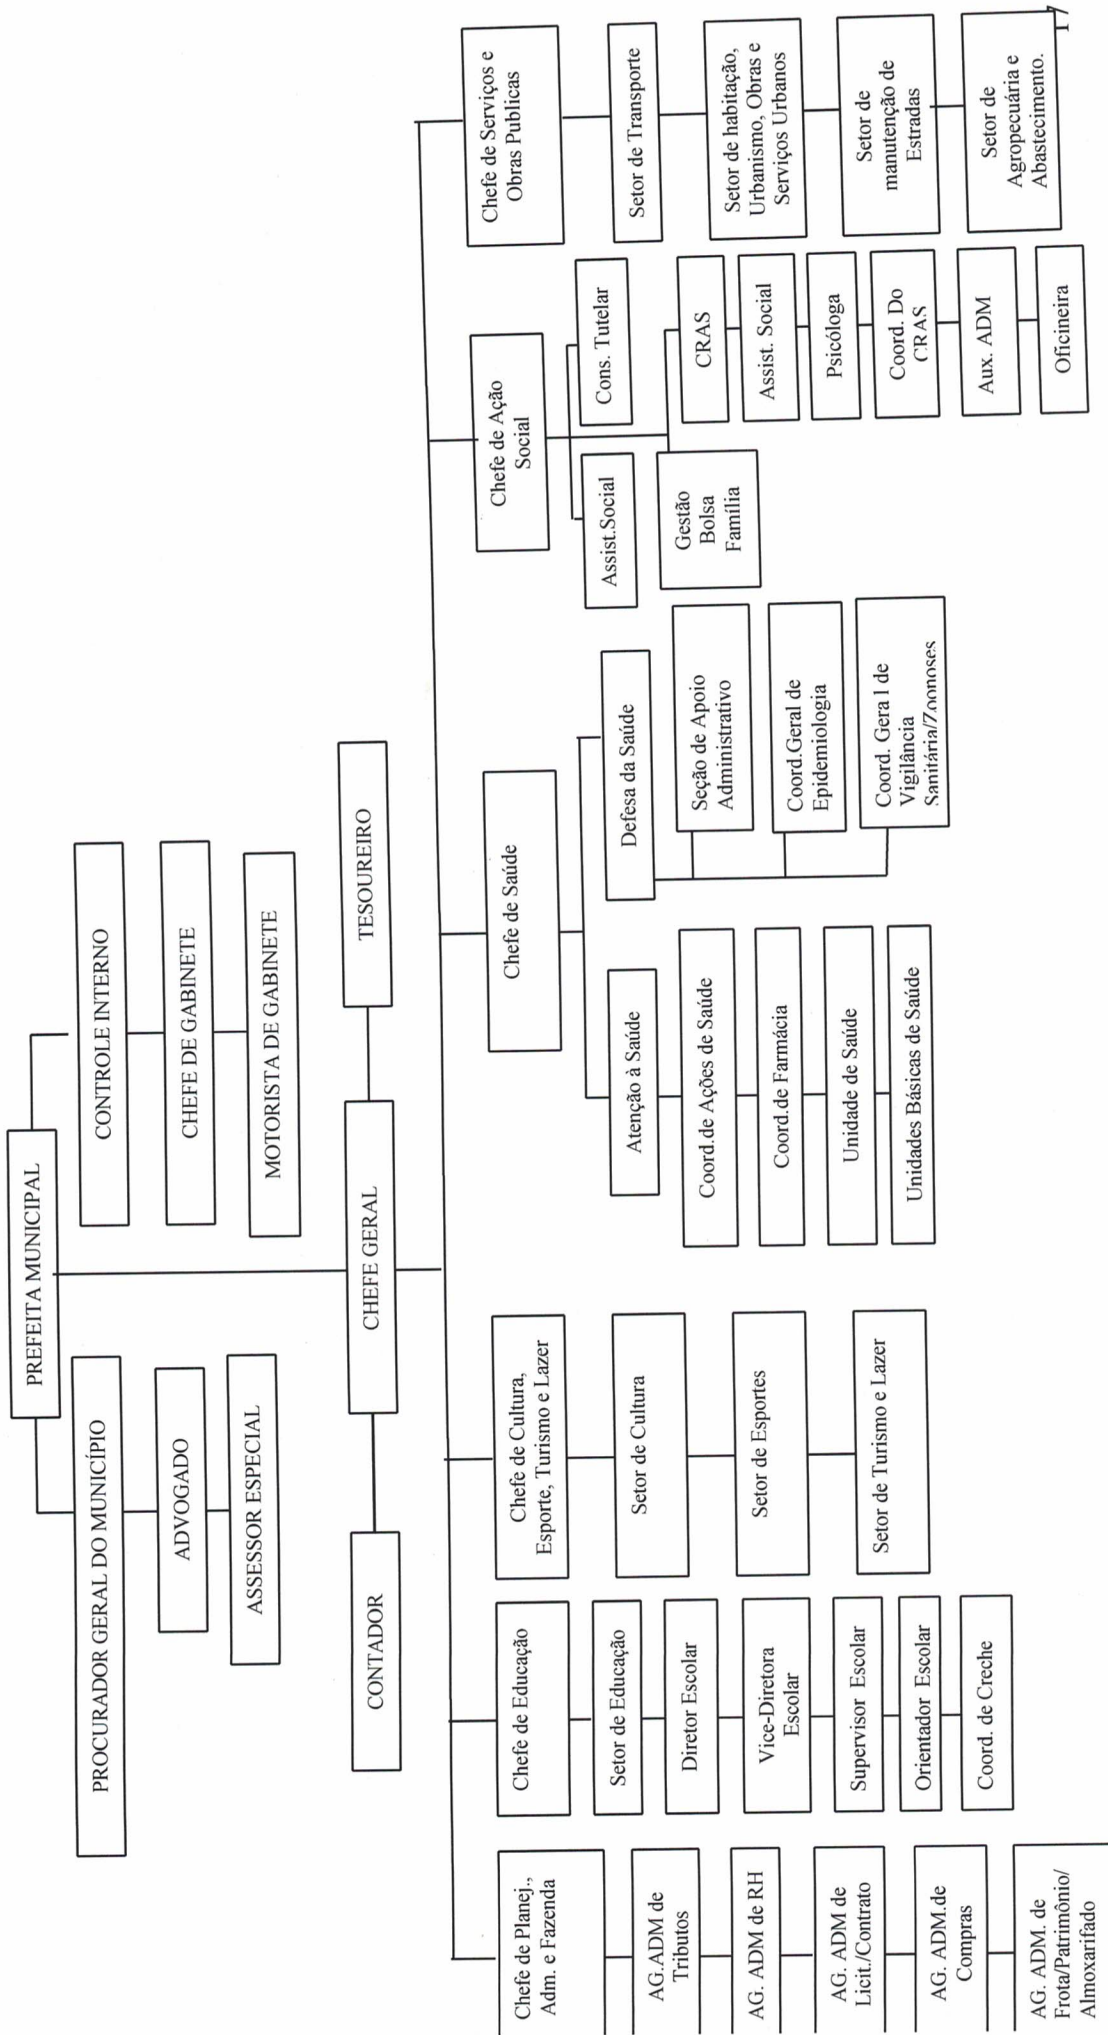 PREFEITA MUNICIPAL
PROCURADOR GERAL DO MUNICÍPIO
ADVOGADO
ASSESSOR ESPECIAL
CONTROLE INTERNO
CHEFE DE GABINETE
MOTORISTA DE GABINETE
CONTADOR
CHEFE GERAL
TESOUREIRO
Chefe de Planej.,
Adm. e Fazenda
AG.ADM de
Tributos
AG. ADM de RH
AG. ADM de
Licit./Contrato
AG. ADM.de
Compras
AG. ADM. de
Frota/Patrimônio/
Almoxarifado
Chefe de Educação
Setor de Educação
Diretor Escolar
Vice-Diretora
Escolar
Supervisor Escolar
Orientador Escolar
Coord. de Creche
Chefe de Cultura,
Esporte, Turismo e Lazer
Setor de Cultura
Setor de Esportes
Setor de Turismo e Lazer
Chefe de Saúde
Atenção à Saúde
Coord.de Ações de Saúde
Coord.de Farmácia
Unidade de Saúde
Unidades Básicas de Saúde
Defesa da Saúde
Seção de Apoio
Administrativo
Coord.Geral de
Epidemiologia
Coord. Gera l de
Vigilância
Sanitária/Zoonoses
Chefe de Ação
Social
Assist.Social
Cons. Tutelar
Gestão
Bolsa
Família
CRAS
Assist. Social
Psicóloga
Coord. Do
CRAS
Aux. ADM
Oficineira
Chefe de Serviços e
Obras Publicas
Setor de Transporte
Setor de habitação,
Urbanismo, Obras e
Serviços Urbanos
Setor de
manutenção de
Estradas
Setor de
Agropecuária e
Abastecimento.
17